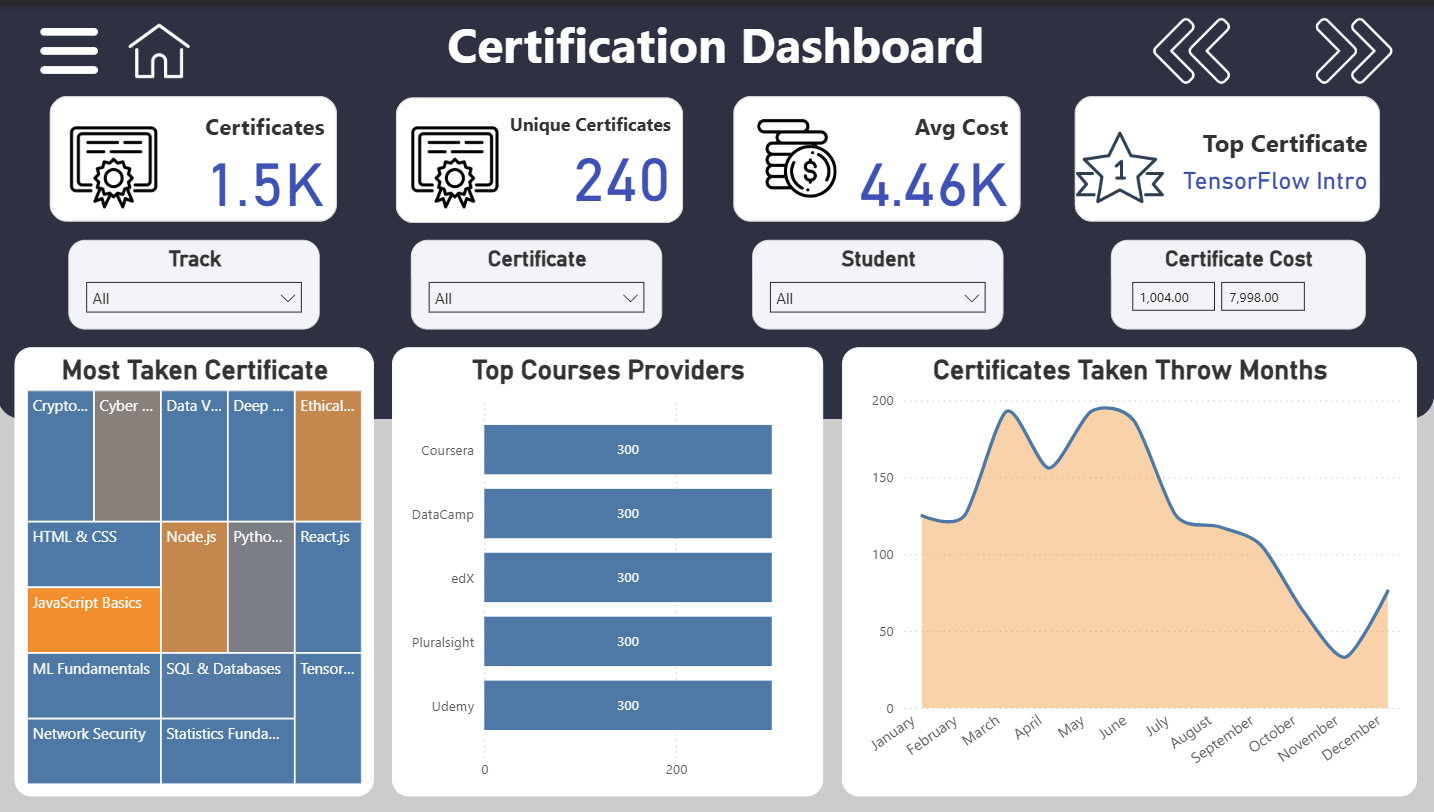 Certification Dashboard
Certificates
1.5K
Unique Certificates
240
$
Avg Cost
4.46K
1
Top Certificate
TensorFlow Intro
Track
All
Certificate
All
Student
All
Certificate Cost
1,004.00
7,998.00
Most Taken Certificate
Crypto...
Cyber ...
Data V...
Deep ...
Ethical...
HTML & CSS
Node.js
Pytho...
React.js
JavaScript Basics
ML Fundamentals
SQL & Databases
Tensor...
Network Security
Statistics Funda...
Top Courses Providers
Coursera
300
DataCamp
300
edX
300
Pluralsight
300
Udemy
300
0
200
Certificates Taken Throw Months
200
150
100
50
0
January
February
March
April
May
June
July
August
September
October
November
December